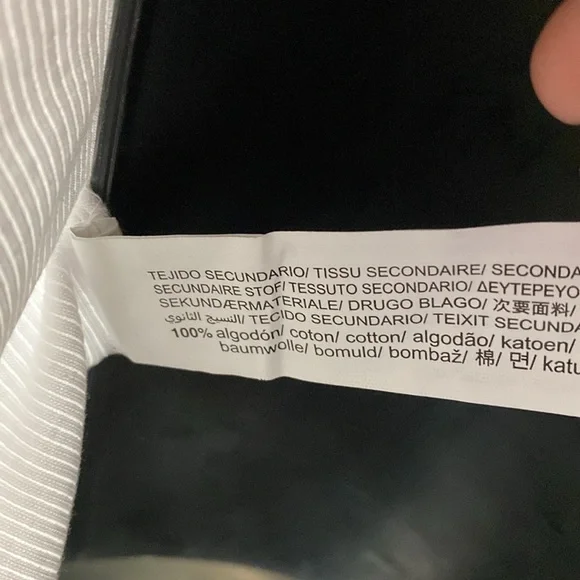 TEJIDO SECUNDARIO/ TISSU SECONDAIRE/ SECONDA
SECUNDAIRE STOF/ TESSUTO SECONDARIO/ ΔΕΥΤΕΡΕΥΟ
SEKUNDÆRMATERIALE/ DRUGO BLAGO/ 次要面料/
النسيج الثانوي/ TECIDO SECUNDÁRIO/ TEIXIT SECUNDA
100% algodón/ coton/ cotton/ algodão/ katoen/
baumwolle/ bomuld/ bombaž/ 棉/ 면/ katu